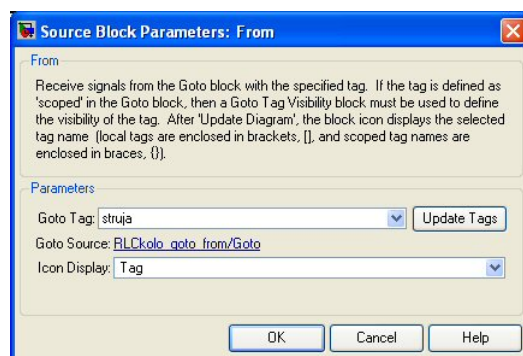 Source Block Parameters: From
From
Receive signals from the Goto block with the specified tag. If the tag is defined as
'scoped' in the Goto block, then a Goto Tag Visibility block must be used to define
the visibility of the tag. After 'Update Diagram', the block icon displays the selected
tag name (local tags are enclosed in brackets, [], and scoped tag names are
enclosed in braces, {}).
Parameters
Goto Tag: struja Update Tags
Goto Source: RLCkolo_goto_from/Goto
Icon Display: Tag
OK Cancel Help